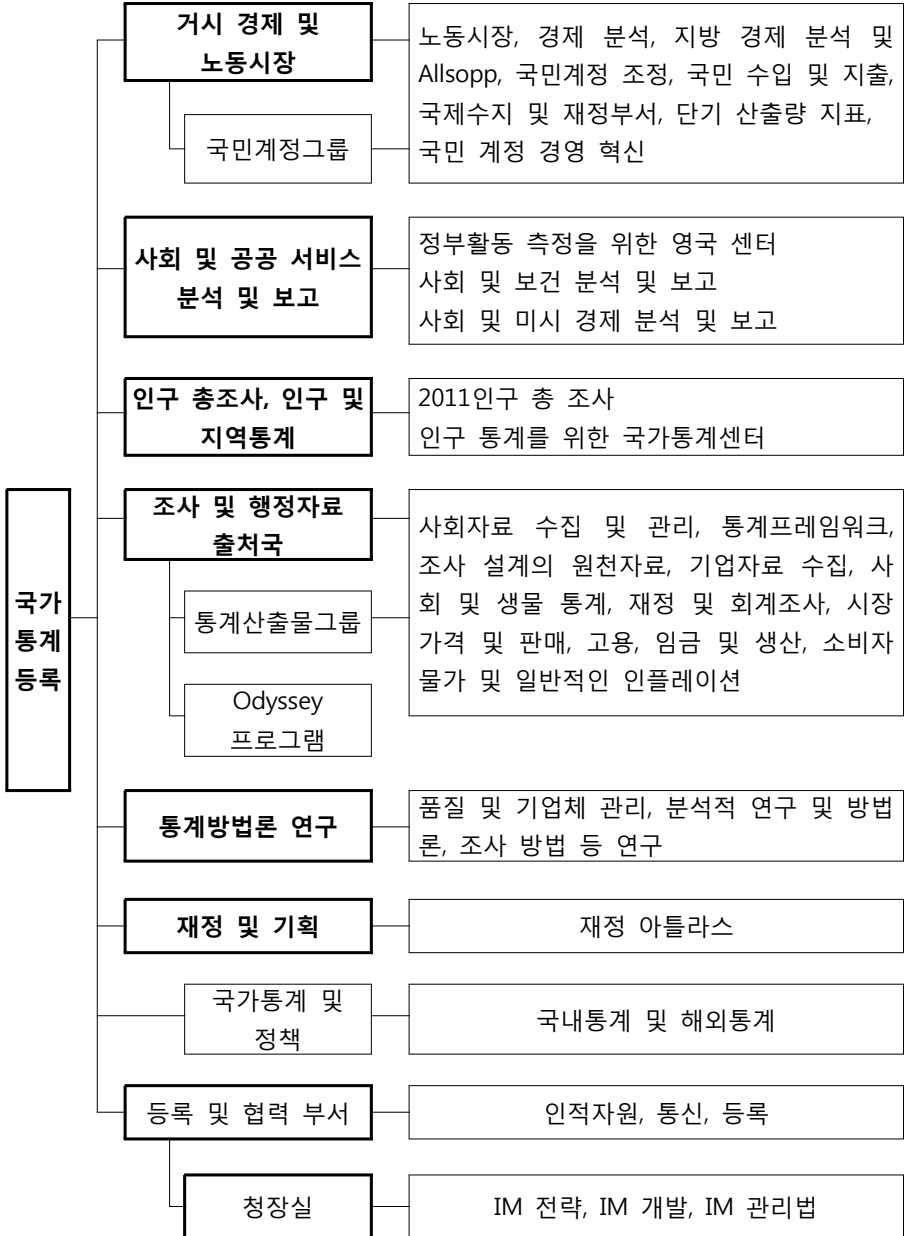 거시 경제 및
노동시장
노동시장, 경제 분석, 지방 경제 분석 및
Allsopp, 국민계정 조정, 국민 수입 및 지출,
국제수지 및 재정부서, 단기 산출량 지표,
국민 계정 경영 혁신
국민계정그룹
사회 및 공공 서비스
분석 및 보고
정부활동 측정을 위한 영국 센터
사회 및 보건 분석 및 보고
사회 및 미시 경제 분석 및 보고
인구 총조사, 인구 및
지역통계
2011인구 총 조사
인구 통계를 위한 국가통계센터
국가
통계
등록
조사 및 행정자료
출처국
사회자료 수집 및 관리, 통계프레임워크,
조사 설계의 원천자료, 기업자료 수집, 사
회 및 생물 통계, 재정 및 회계조사, 시장
가격 및 판매, 고용, 임금 및 생산, 소비자
물가 및 일반적인 인플레이션
통계산출물그룹
Odyssey
프로그램
통계방법론 연구
품질 및 기업체 관리, 분석적 연구 및 방법
론, 조사 방법 등 연구
재정 및 기획
재정 아틀라스
국가통계 및
정책
국내통계 및 해외통계
등록 및 협력 부서
인적자원, 통신, 등록
청장실
IM 전략, IM 개발, IM 관리법